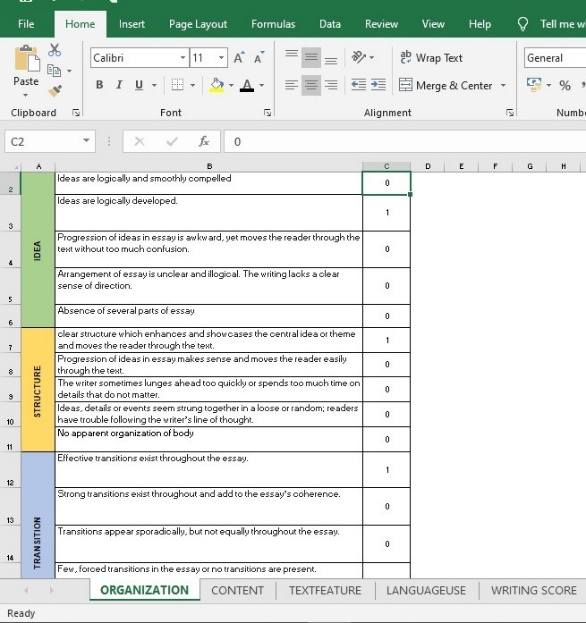 File Home Insert Page Layout Formulas Data Review View Help Tell me w
Calibri 11 A A ab Wrap Text General
Paste B I U A Merge & Center %
Clipboard Font Alignment Numb
C2 fx 0
A B C D E F G H
2 Ideas are logically and smoothly compelled 0
3 Ideas are logically developed. 1
IDEA
4 Progression of ideas in essay is awkward, yet moves the reader through the
text without too much confusion. 0
5 Arrangement of essay is unclear and illogical. The writing lacks a clear
sense of direction. 0
6 Absence of several parts of essay 0
7 clear structure which enhances and showcases the central idea or theme
and moves the reader through the text. 1
STRUCTURE
8 Progression of ideas in essay makes sense and moves the reader easily
through the text. 0
9 The writer sometimes lunges ahead too quickly or spends too much time on
details that do not matter. 0
10 Ideas, details or events seem strung together in a loose or random; readers
have trouble following the writer's line of thought. 0
11 No apparent organization of body 0
12 Effective transitions exist throughout the essay. 1
TRANSITION
13 Strong transitions exist throughout and add to the essay's coherence. 0
14 Transitions appear sporadically, but not equally throughout the essay. 0
Few, forced transitions in the essay or no transitions are present.
ORGANIZATION CONTENT TEXTFEATURE LANGUAGEUSE WRITING SCORE
Ready